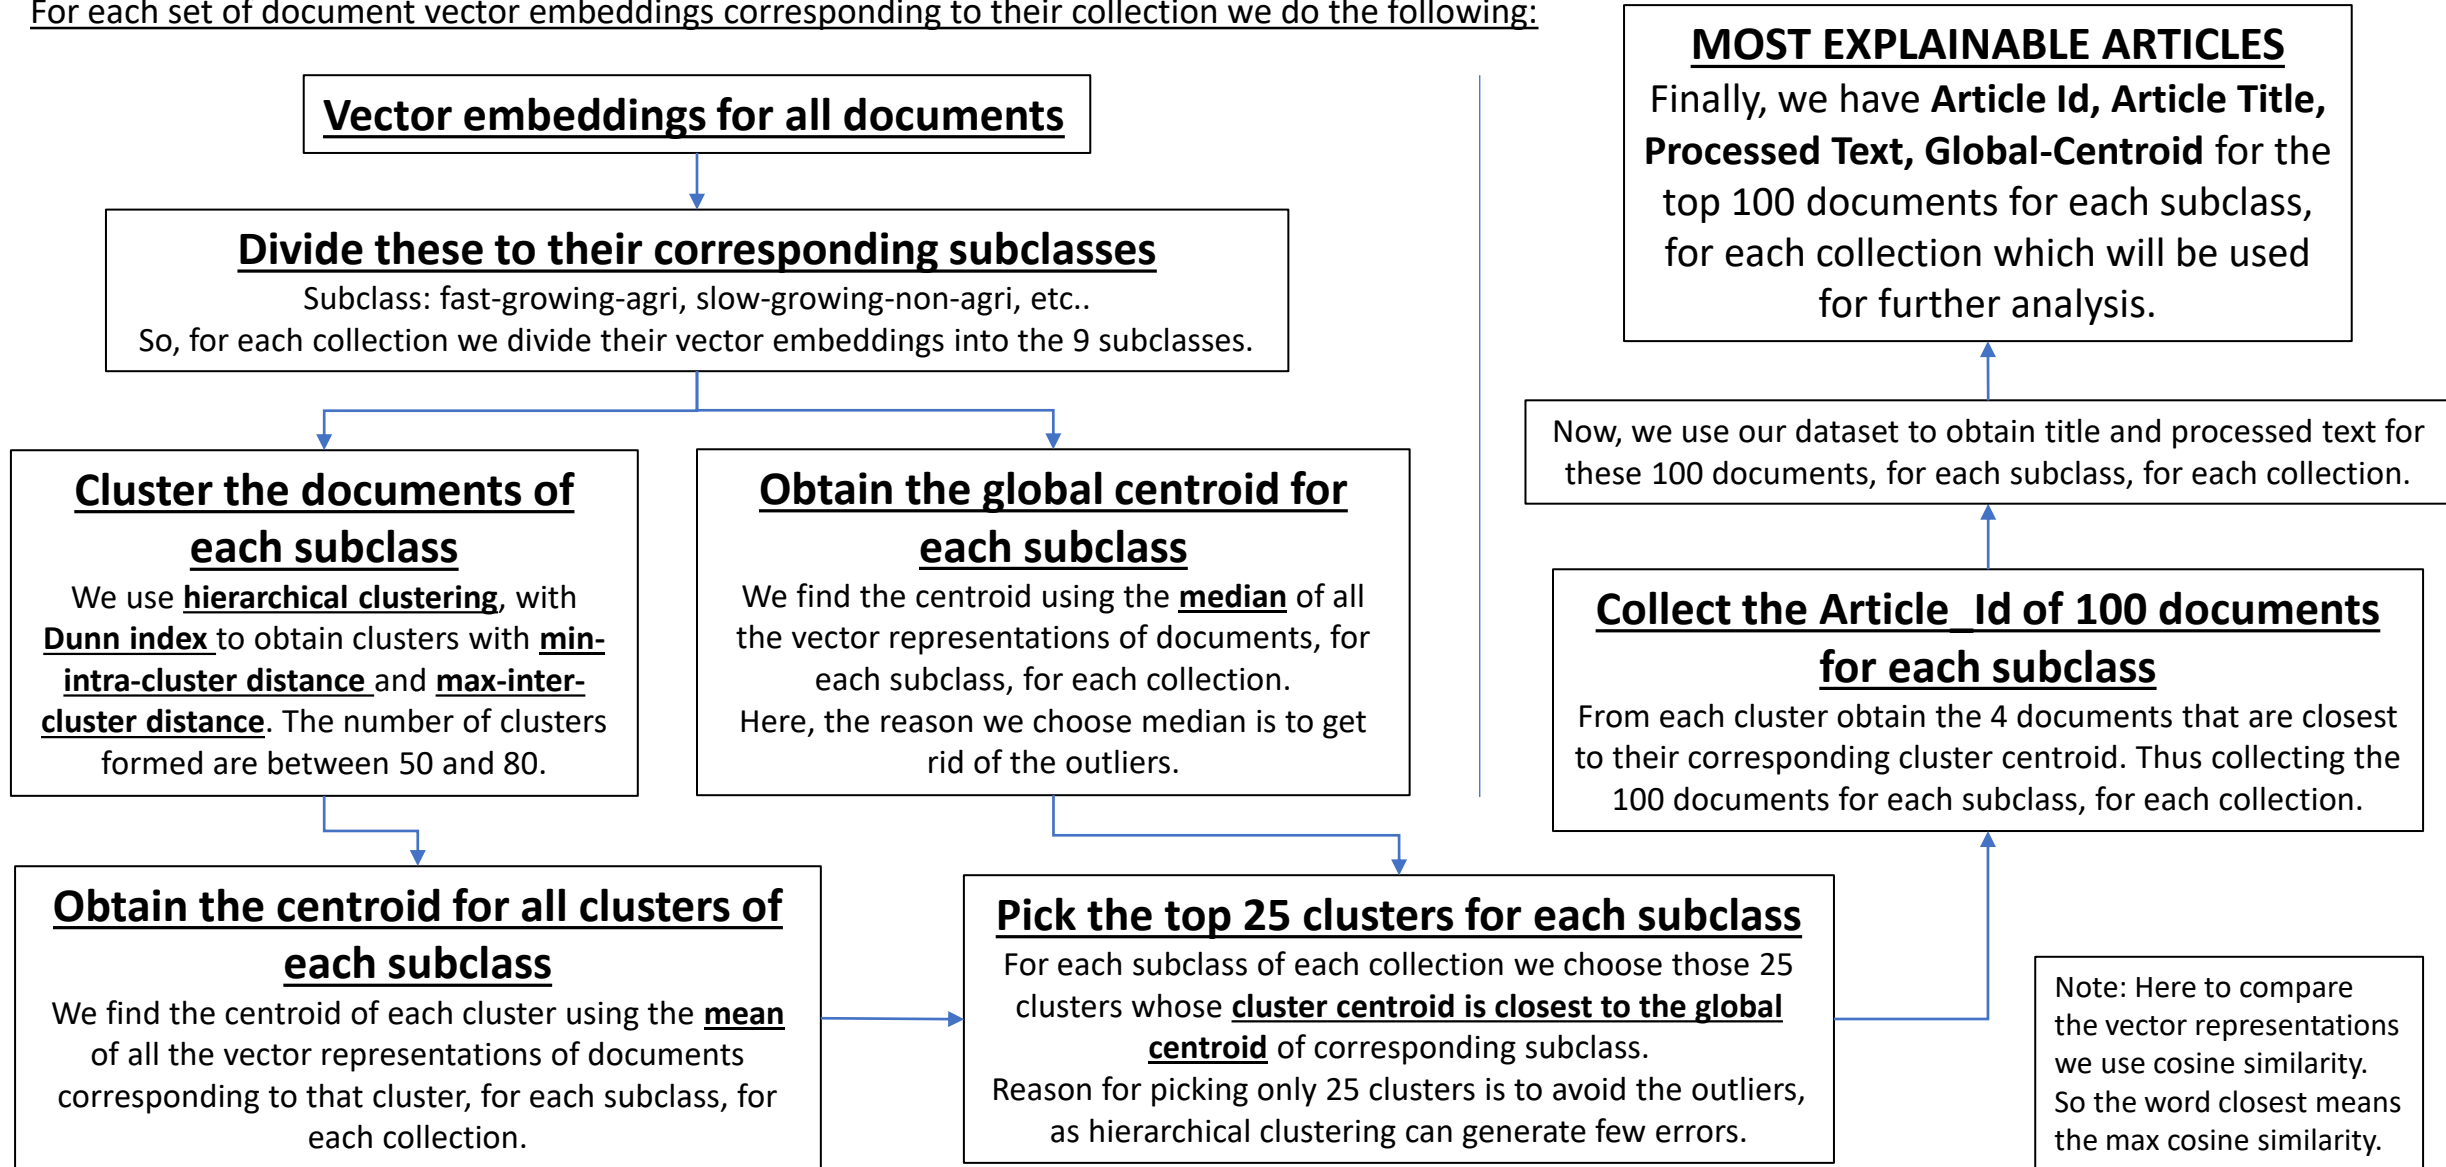 For each set of document vector embeddings corresponding to their collection we do the following:
Vector embeddings for all documents
Divide these to their corresponding subclasses
Subclass: fast-growing-agri, slow-growing-non-agri, etc..
So, for each collection we divide their vector embeddings into the 9 subclasses.
Cluster the documents of
each subclass
We use hierarchical clustering, with
Dunn index to obtain clusters with min-
intra-cluster distance and max-inter-
cluster distance. The number of clusters
formed are between 50 and 80.
Obtain the global centroid for
each subclass
We find the centroid using the median of all
the vector representations of documents, for
each subclass, for each collection.
Here, the reason we choose median is to get
rid of the outliers.
Obtain the centroid for all clusters of
each subclass
We find the centroid of each cluster using the mean
of all the vector representations of documents
corresponding to that cluster, for each subclass, for
each collection.
Pick the top 25 clusters for each subclass
For each subclass of each collection we choose those 25
clusters whose cluster centroid is closest to the global
centroid of corresponding subclass.
Reason for picking only 25 clusters is to avoid the outliers,
as hierarchical clustering can generate few errors.
Collect the Article_Id of 100 documents
for each subclass
From each cluster obtain the 4 documents that are closest
to their corresponding cluster centroid. Thus collecting the
100 documents for each subclass, for each collection.
Now, we use our dataset to obtain title and processed text for
these 100 documents, for each subclass, for each collection.
MOST EXPLAINABLE ARTICLES
Finally, we have Article Id, Article Title,
Processed Text, Global-Centroid for the
top 100 documents for each subclass,
for each collection which will be used
for further analysis.
Note: Here to compare
the vector representations
we use cosine similarity.
So the word closest means
the max cosine similarity.